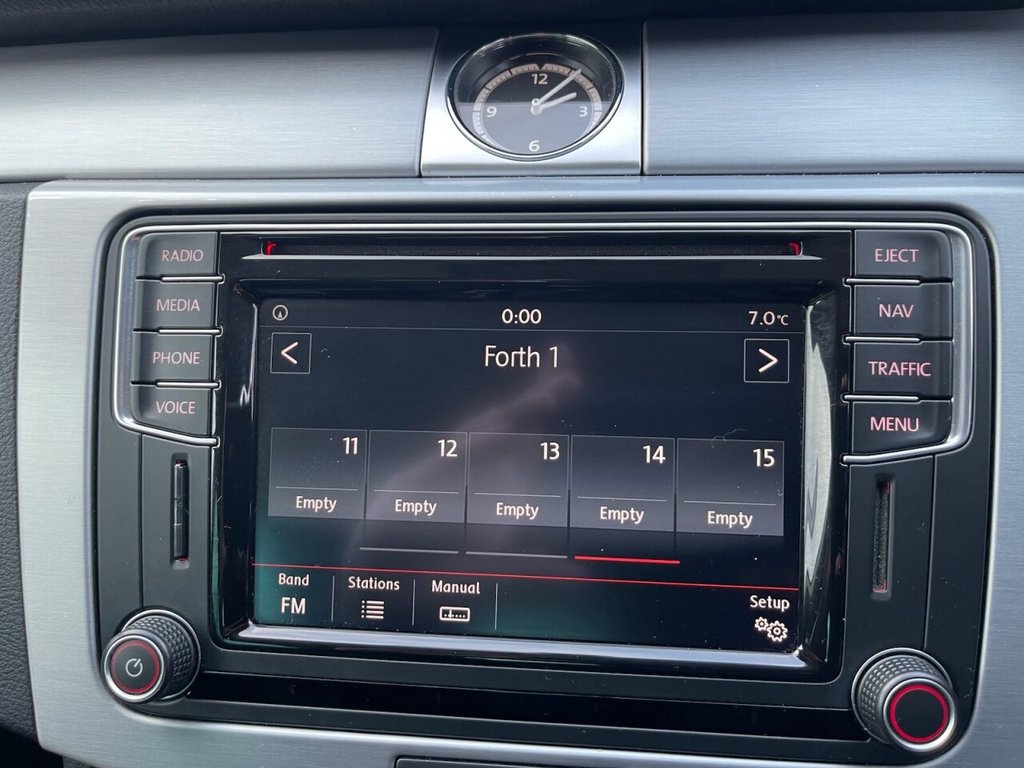 12
9 3
6
RADIO
MEDIA
PHONE
VOICE
EJECT
NAV
TRAFFIC
MENU
0:00 7.0°C
< Forth 1 >
11 12 13 14 15
Empty Empty Empty Empty Empty
Band Stations Manual Setup
FM